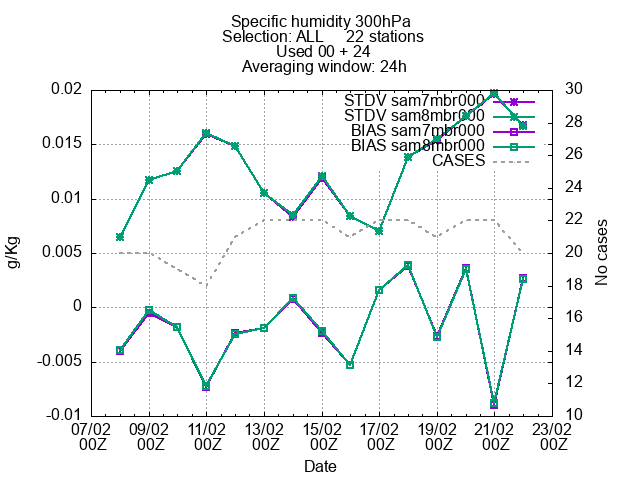 Specific humidity 300hPa
Selection: ALL 22 stations
Used 00 + 24
Averaging window: 24h
STDV sam7mbr000
STDV sam8mbr000
BIAS sam7mbr000
BIAS sam8mbr000
CASES
0.02
0.015
0.01
0.005
0
-0.005
-0.01
g/Kg
30
28
26
24
22
20
18
16
14
12
10
No cases
07/02 09/02 11/02 13/02 15/02 17/02 19/02 21/02 23/02
00Z 00Z 00Z 00Z 00Z 00Z 00Z 00Z 00Z
Date